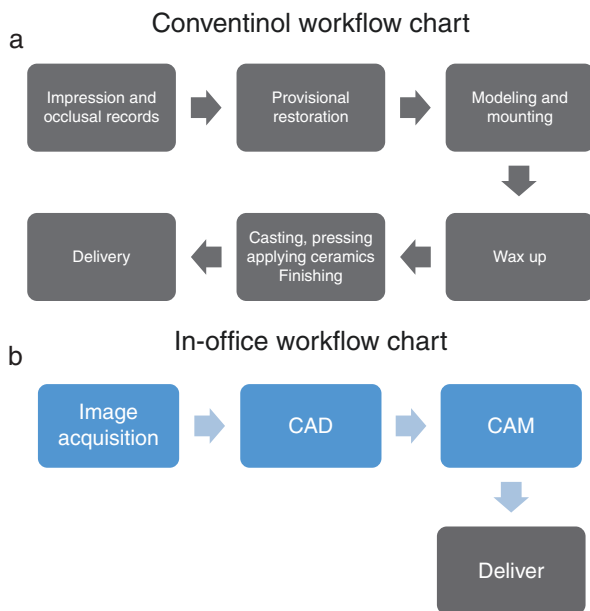 Conventinol workflow chart
a
Impression and
occlusal records
Provisional
restoration
Modeling and
mounting
Delivery
Casting, pressing
applying ceramics
Finishing
Wax up
In-office workflow chart
b
Image
acquisition
CAD
CAM
Deliver